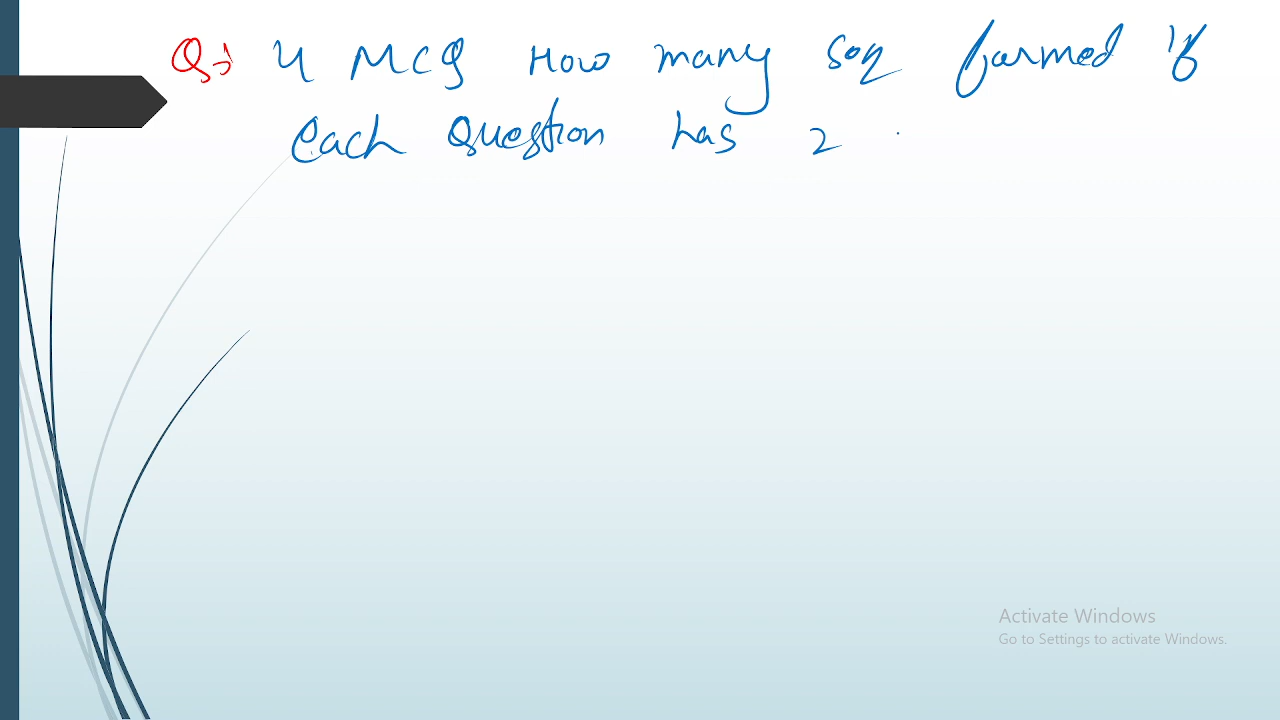 Q:→ 4 MCQ How many seq formed if
each question has 2
Activate Windows
Go to Settings to activate Windows.